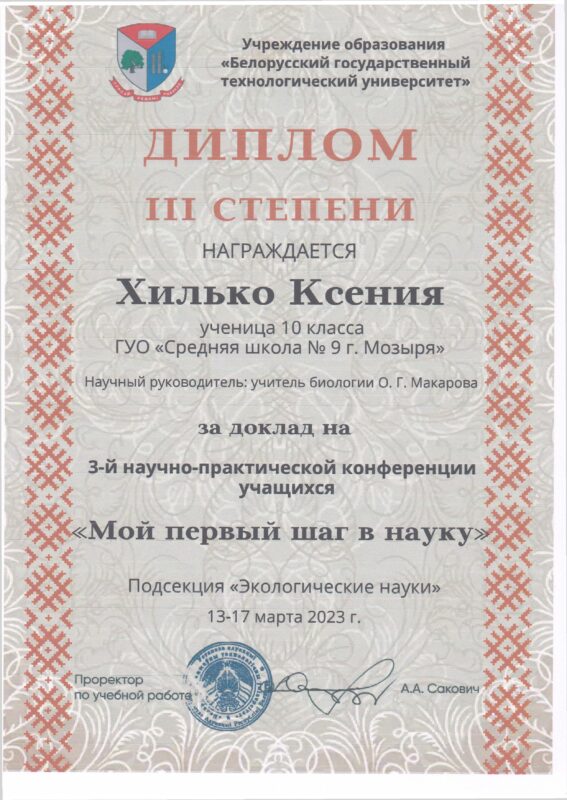 Учреждение образования
«Белорусский государственный
технологический университет»
ДИПЛОМ
III СТЕПЕНИ
НАГРАЖДАЕТСЯ
Хилько Ксения
ученица 10 класса
ГУО «Средняя школа № 9 г. Мозыря»
Научный руководитель: учитель биологии О. Г. Макарова
за доклад на
3-й научно-практической конференции
учащихся
«Мой первый шаг в науку»
Подсекция «Экологические науки»
13-17 марта 2023 г.
Проректор
по учебной работе
А.А. Сакович